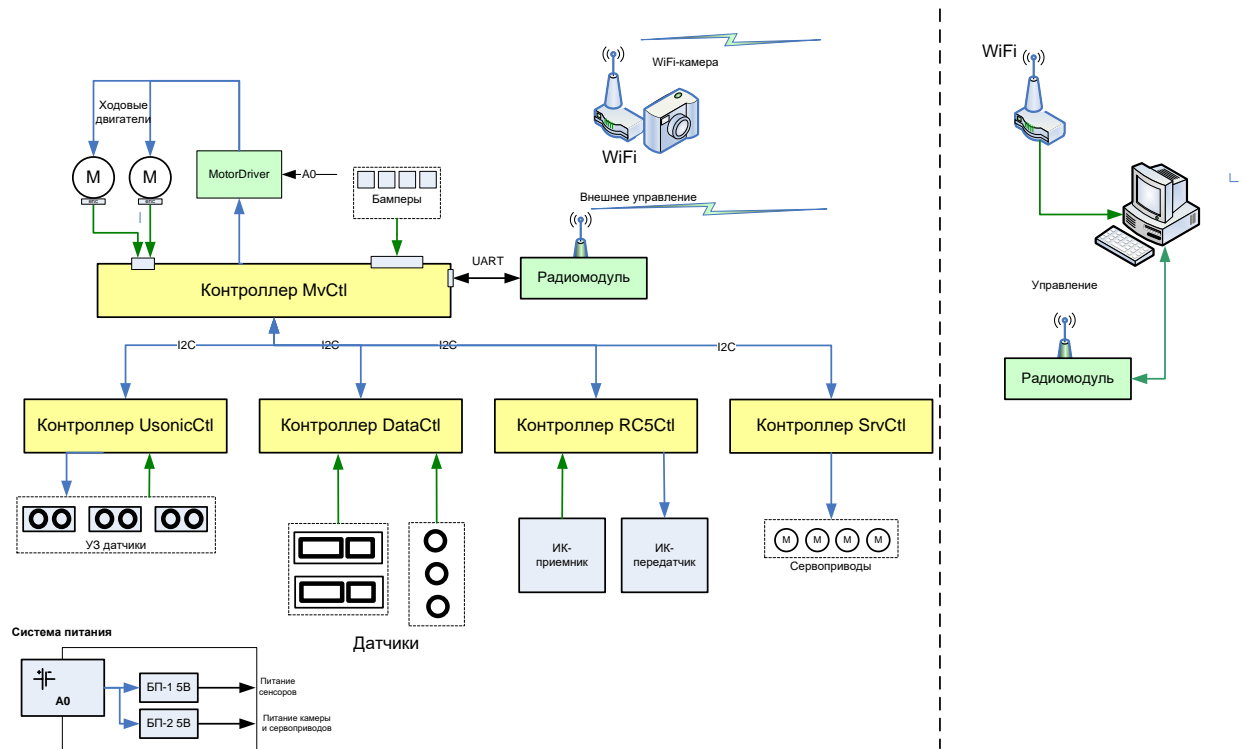 WiFi-камера
WiFi
Ходовые
двигатели
M
M
MotorDriver
A0
Бамперы
WiFi
Внешнее управление
UART
Радиомодуль
Контроллер MvCtl
Управление
I2C
I2C
I2C
I2C
Радиомодуль
Контроллер UsonicCtl
Контроллер DataCtl
Контроллер RC5Ctl
Контроллер SrvCtl
УЗ датчики
ИК-
приемник
ИК-
передатчик
M
M
M
M
Сервоприводы
Датчики
Система питания
A0
БП-1 5В
Питание
сенсоров
БП-2 5В
Питание камеры
и сервоприводов